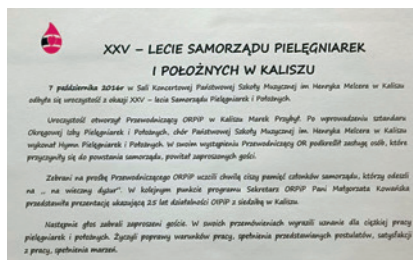 XXV – LECIE SAMORZĄDU PIELĘGNIAREK
I POŁOŻNYCH W KALISZU
7 października 2016r w Sali Koncertowej Państwowej Szkoły Muzycznej im Henryka Melcera w Kaliszu
odbyła się uroczystość z okazji XXV – lecia Samorządu Pielęgniarek i Położnych.
Uroczystość otworzył Przewodniczący ORPiP w Kaliszu Marek Przybył. Po wprowadzeniu sztandaru
Okręgowej Izby Pielęgniarek i Położnych, chór Państwowej Szkoły Muzycznej im. Henryka Melcera w Kaliszu
wykonał Hymn Pielęgniarek i Położnych. W swoim wystąpieniu Przewodniczący OR podkreślił zasługę osób, które
przyczyniły się do powstania samorządu, powitał zaproszonych gości.
Zebrani na prośbę Przewodniczącego ORPiP uczcili chwilą ciszy pamięć członków samorządu, którzy odeszli
na „ na wieczny dyżur”. W kolejnym punkcie programu Sekretarz ORPiP Pani Małgorzata Kowańska
przedstawiła prezentację ukazującą 25 lat działalności OIPiP z siedzibą w Kaliszu.
Następnie głos zabrali zaproszeni goście. W swoich przemówieniach wyrazili uznanie dla ciężkiej pracy
pielęgniarek i położnych. Życzyli poprawy warunków pracy, spełnienia przedstawianych postulatów, satysfakcji
z pracy, spełnienia marzeń.